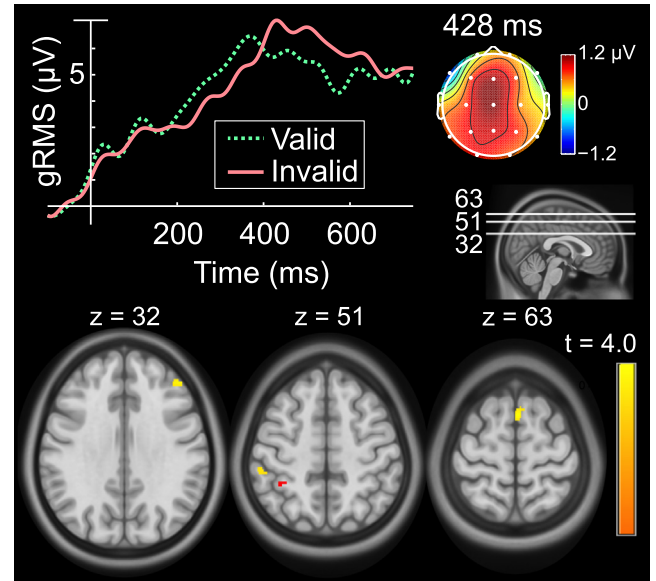 gRMS (μV)
5
Valid
Invalid
200 400 600
Time (ms)
428 ms
1.2 μV
0
−1.2
63
51
32
z = 32
z = 51
z = 63
t = 4.0